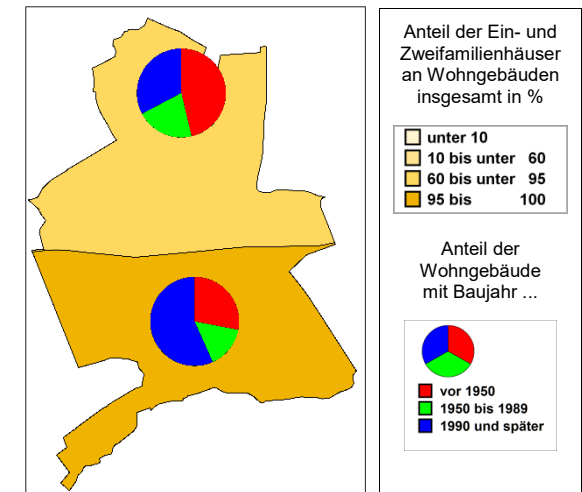 Anteil der Ein- und
Zweifamilienhäuser
an Wohngebäuden
insgesamt in %
unter 10
10 bis unter 60
60 bis unter 95
95 bis 100
Anteil der
Wohngebäude
mit Baujahr ...
vor 1950
1950 bis 1989
1990 und später